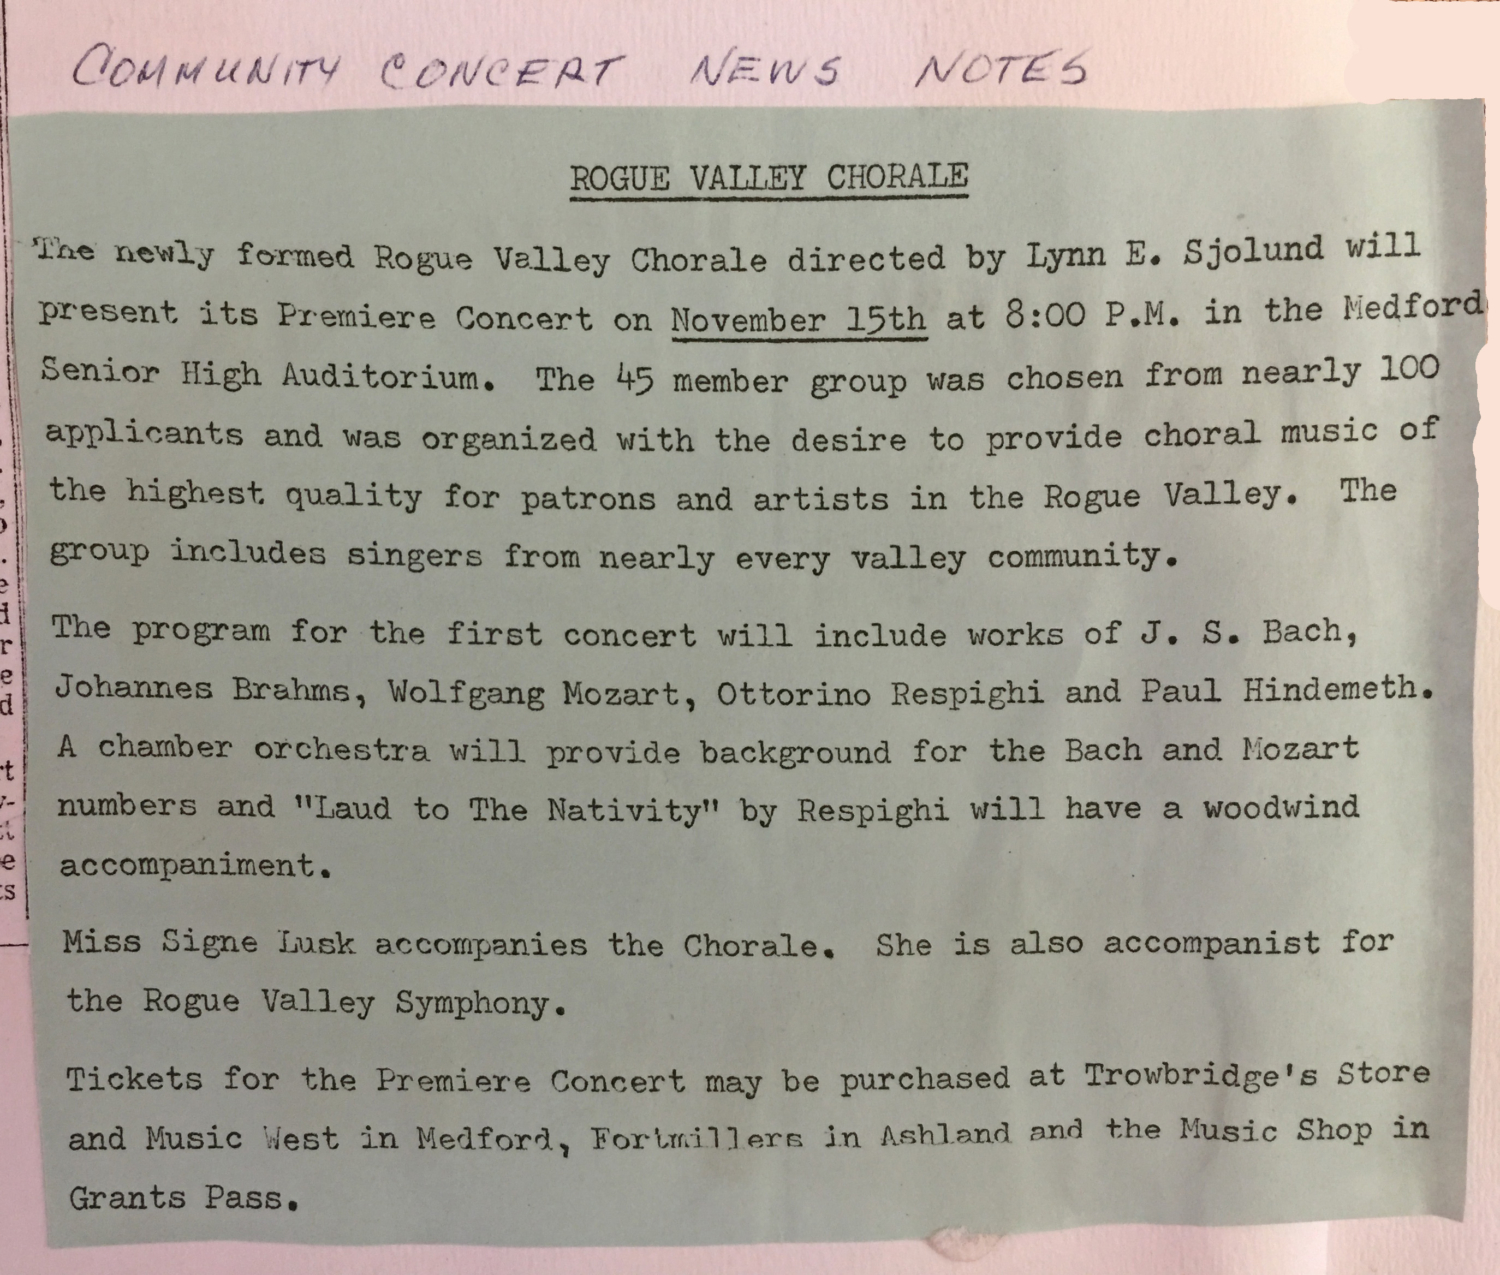 COMMUNITY CONCERT NEWS NOTES
ROGUE VALLEY CHORALE
The newly formed Rogue Valley Chorale directed by Lynn E. Sjolund will
present its Premiere Concert on November 15th at 8:00 P.M. in the Medford
Senior High Auditorium. The 45 member group was chosen from nearly 100
applicants and was organized with the desire to provide choral music of
the highest quality for patrons and artists in the Rogue Valley. The
group includes singers from nearly every valley community.
The program for the first concert will include works of J. S. Bach,
Johannes Brahms, Wolfgang Mozart, Ottorino Respighi and Paul Hindemeth.
A chamber orchestra will provide background for the Bach and Mozart
numbers and "Laud to The Nativity" by Respighi will have a woodwind
accompaniment.
Miss Signe Lusk accompanies the Chorale. She is also accompanist for
the Rogue Valley Symphony.
Tickets for the Premiere Concert may be purchased at Trowbridge's Store
and Music West in Medford, Fortmillers in Ashland and the Music Shop in
Grants Pass.